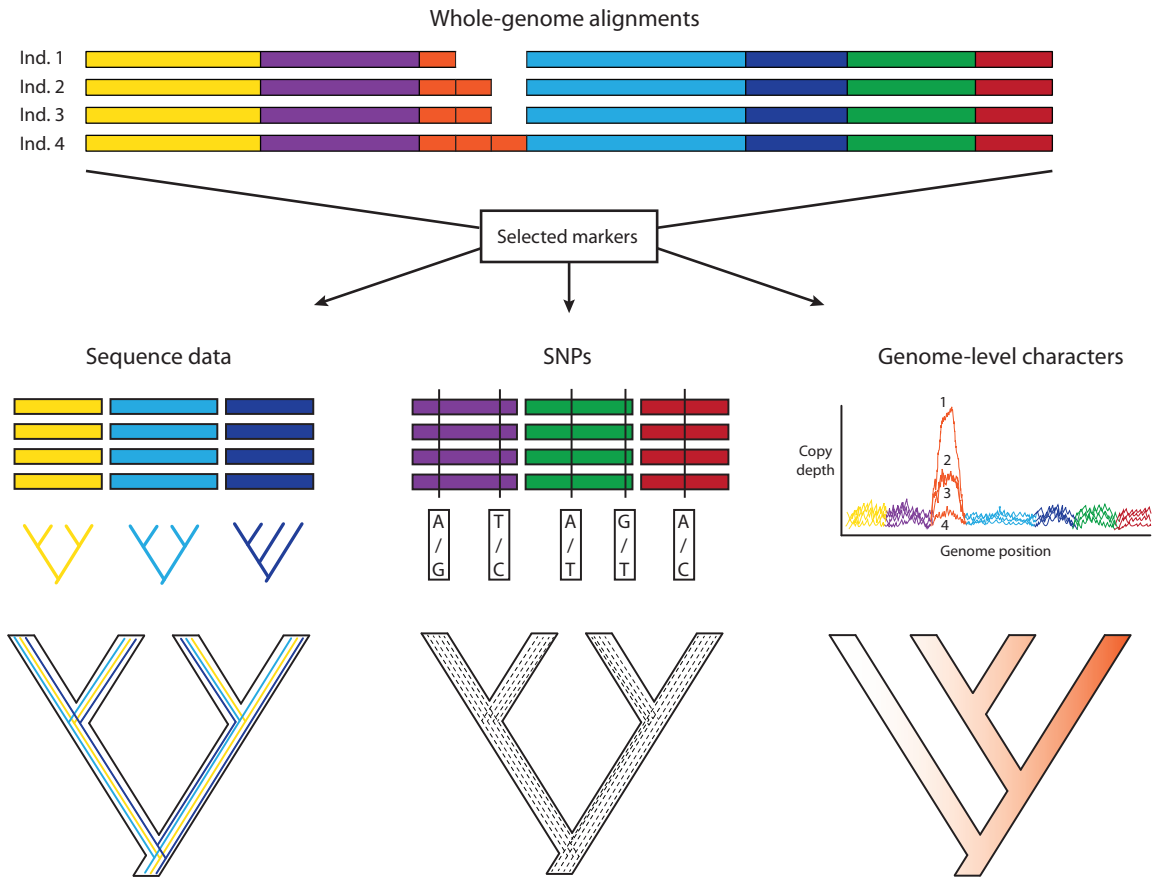 Whole-genome alignments
Ind. 1
Ind. 2
Ind. 3
Ind. 4
Selected markers
Sequence data
SNPs
Genome-level characters
A / G
T / C
A / T
G / T
A / C
Copy
depth
1
2
3
4
Genome position